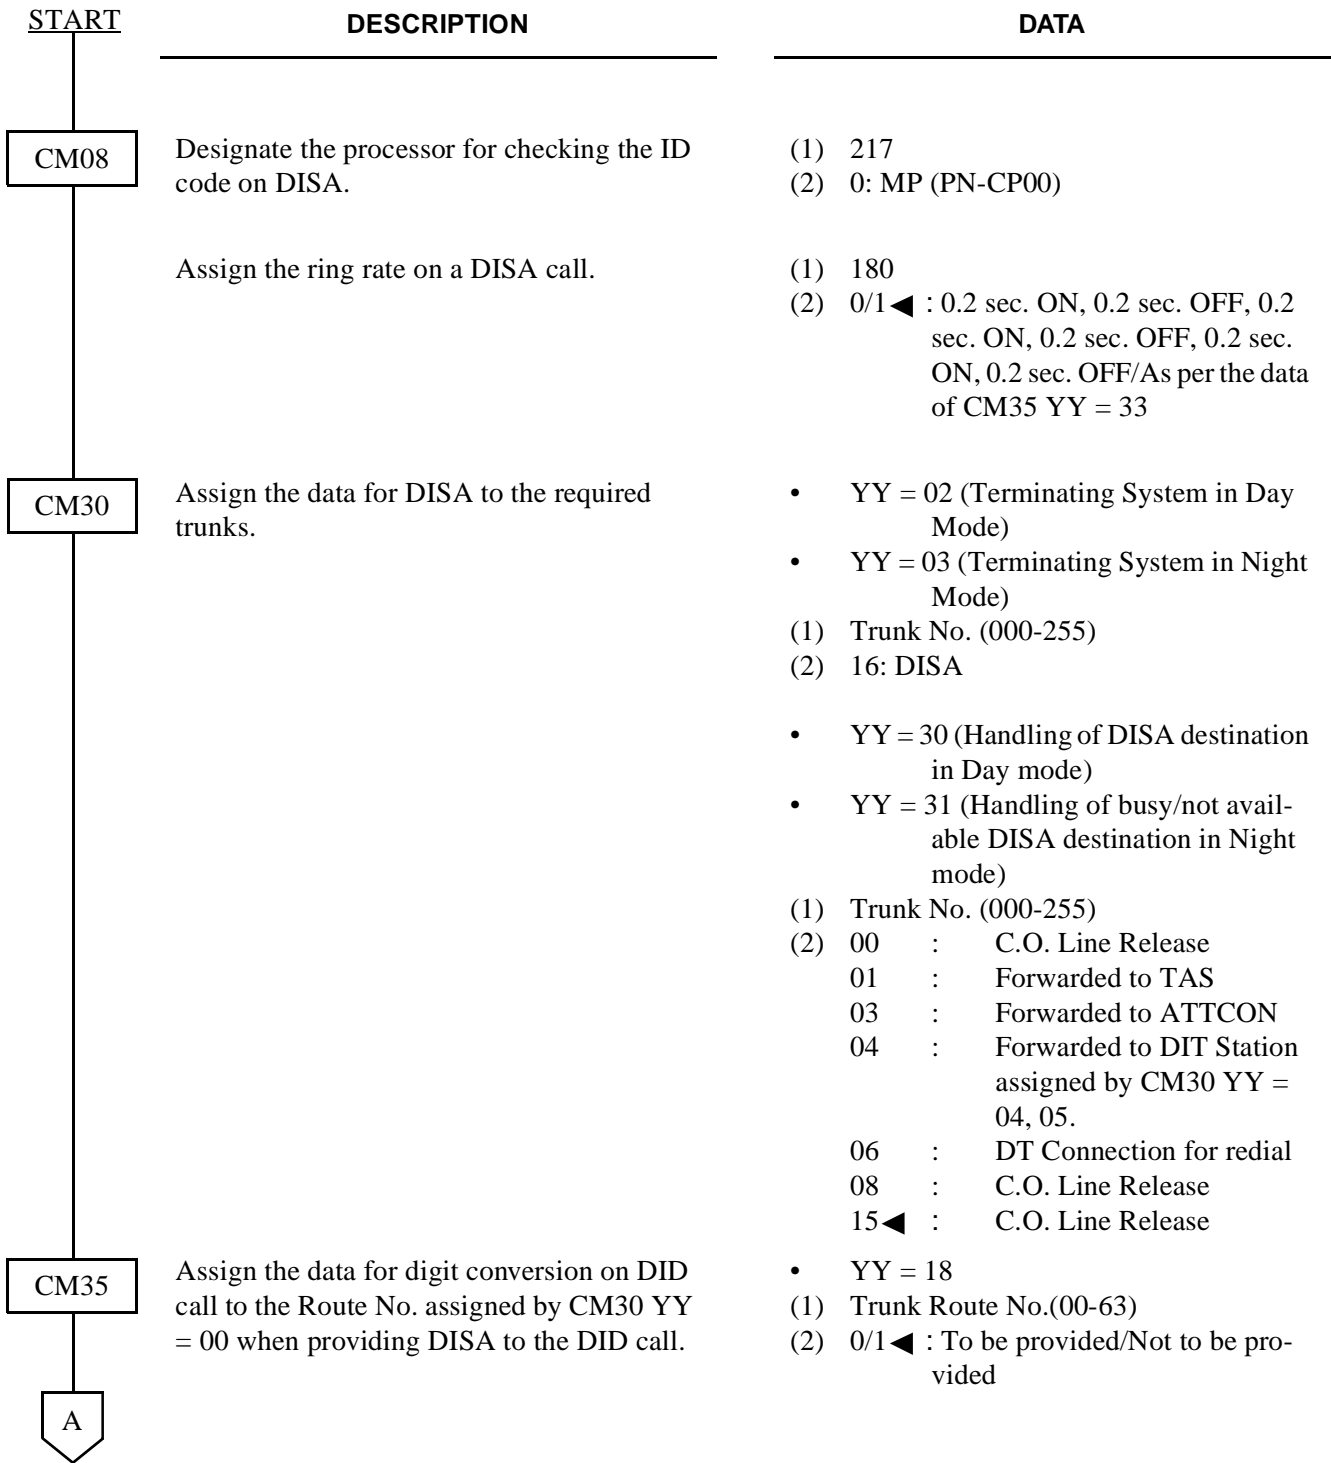 START
DESCRIPTION
DATA
CM08
Designate the processor for checking the ID
code on DISA.
(1) 217
(2) 0: MP (PN-CP00)
Assign the ring rate on a DISA call.
(1) 180
(2) 0/1◀ : 0.2 sec. ON, 0.2 sec. OFF, 0.2
sec. ON, 0.2 sec. OFF, 0.2 sec.
ON, 0.2 sec. OFF/As per the data
of CM35 YY = 33
CM30
Assign the data for DISA to the required
trunks.
• YY = 02 (Terminating System in Day
Mode)
• YY = 03 (Terminating System in Night
Mode)
(1) Trunk No. (000-255)
(2) 16: DISA
• YY = 30 (Handling of DISA destination
in Day mode)
• YY = 31 (Handling of busy/not avail-
able DISA destination in Night
mode)
(1) Trunk No. (000-255)
(2) 00 : C.O. Line Release
01 : Forwarded to TAS
03 : Forwarded to ATTCON
04 : Forwarded to DIT Station
assigned by CM30 YY =
04, 05.
06 : DT Connection for redial
08 : C.O. Line Release
15◀ : C.O. Line Release
CM35
Assign the data for digit conversion on DID
call to the Route No. assigned by CM30 YY
= 00 when providing DISA to the DID call.
• YY = 18
(1) Trunk Route No.(00-63)
(2) 0/1◀ : To be provided/Not to be pro-
vided
A